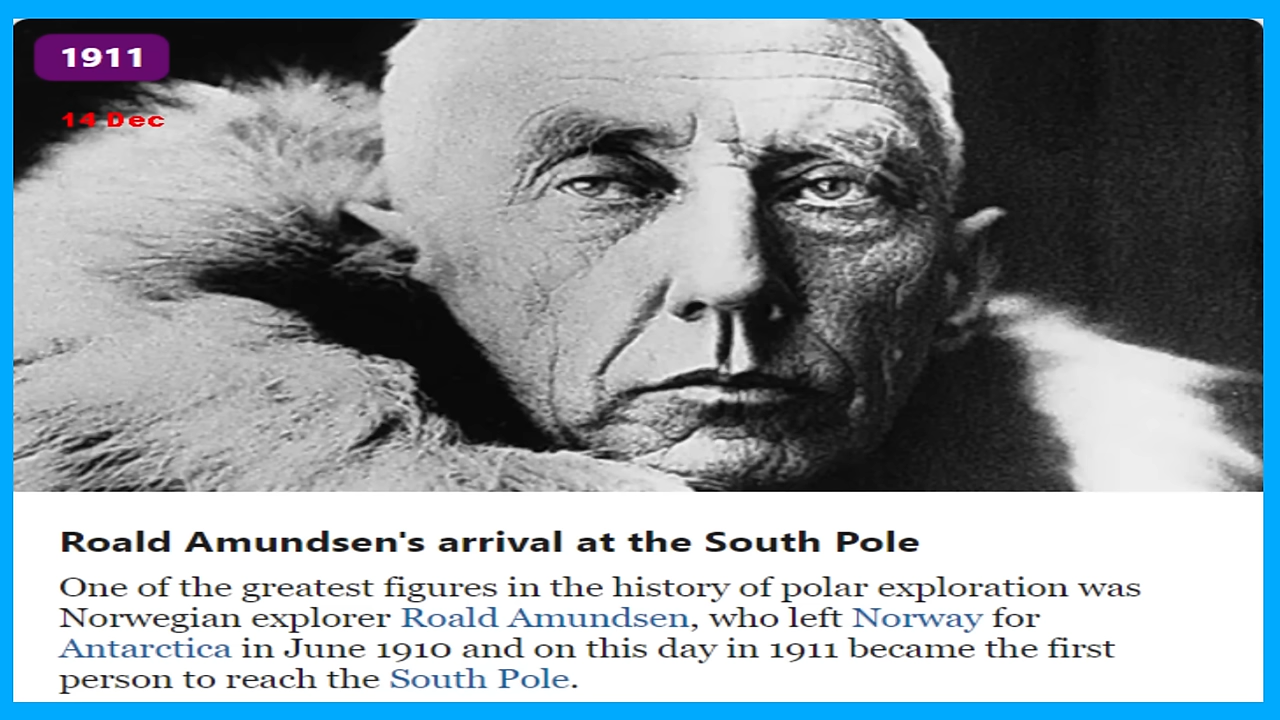 1911
14 Dec
Roald Amundsen's arrival at the South Pole
One of the greatest figures in the history of polar exploration was
Norwegian explorer Roald Amundsen, who left Norway for
Antarctica in June 1910 and on this day in 1911 became the first
person to reach the South Pole.